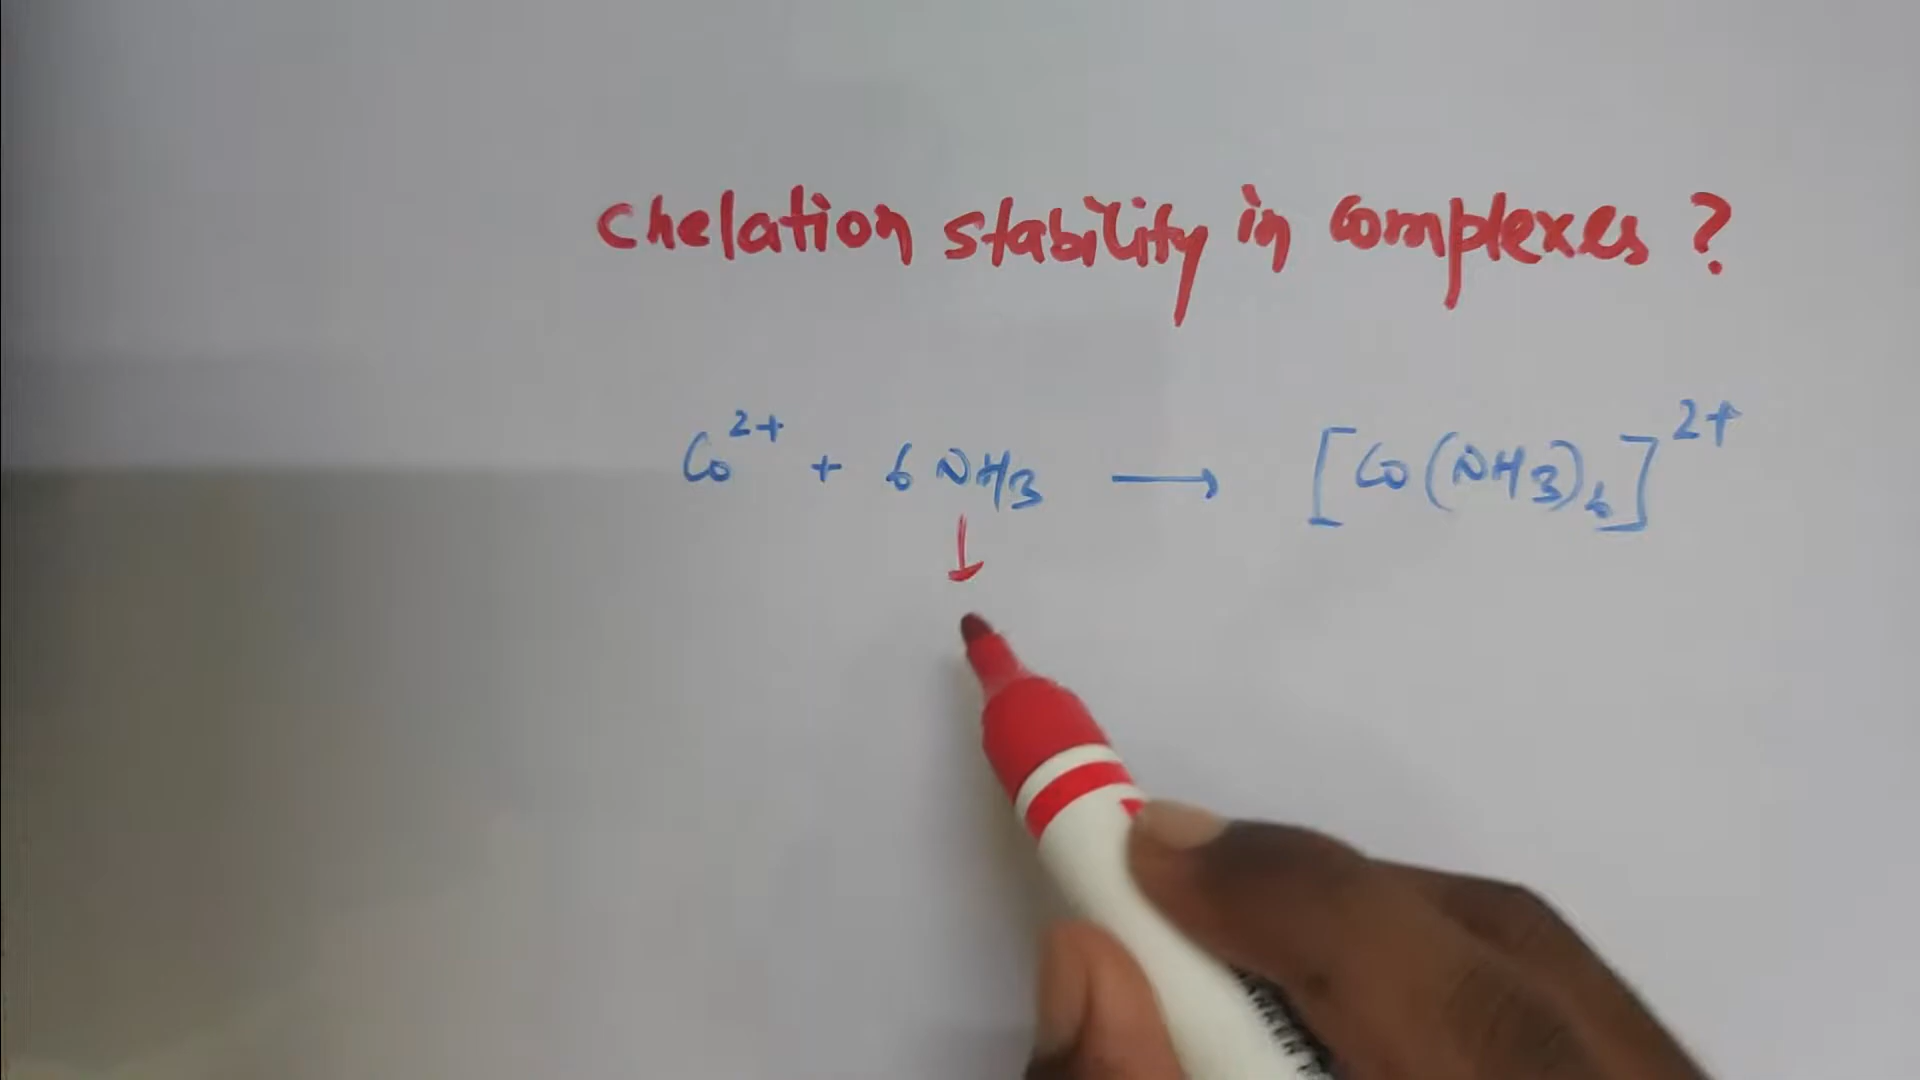 Chelation stability in complexes ?
Co²⁺ + 6 NH₃ ⟶ [Co(NH₃)₆]²⁺
↓